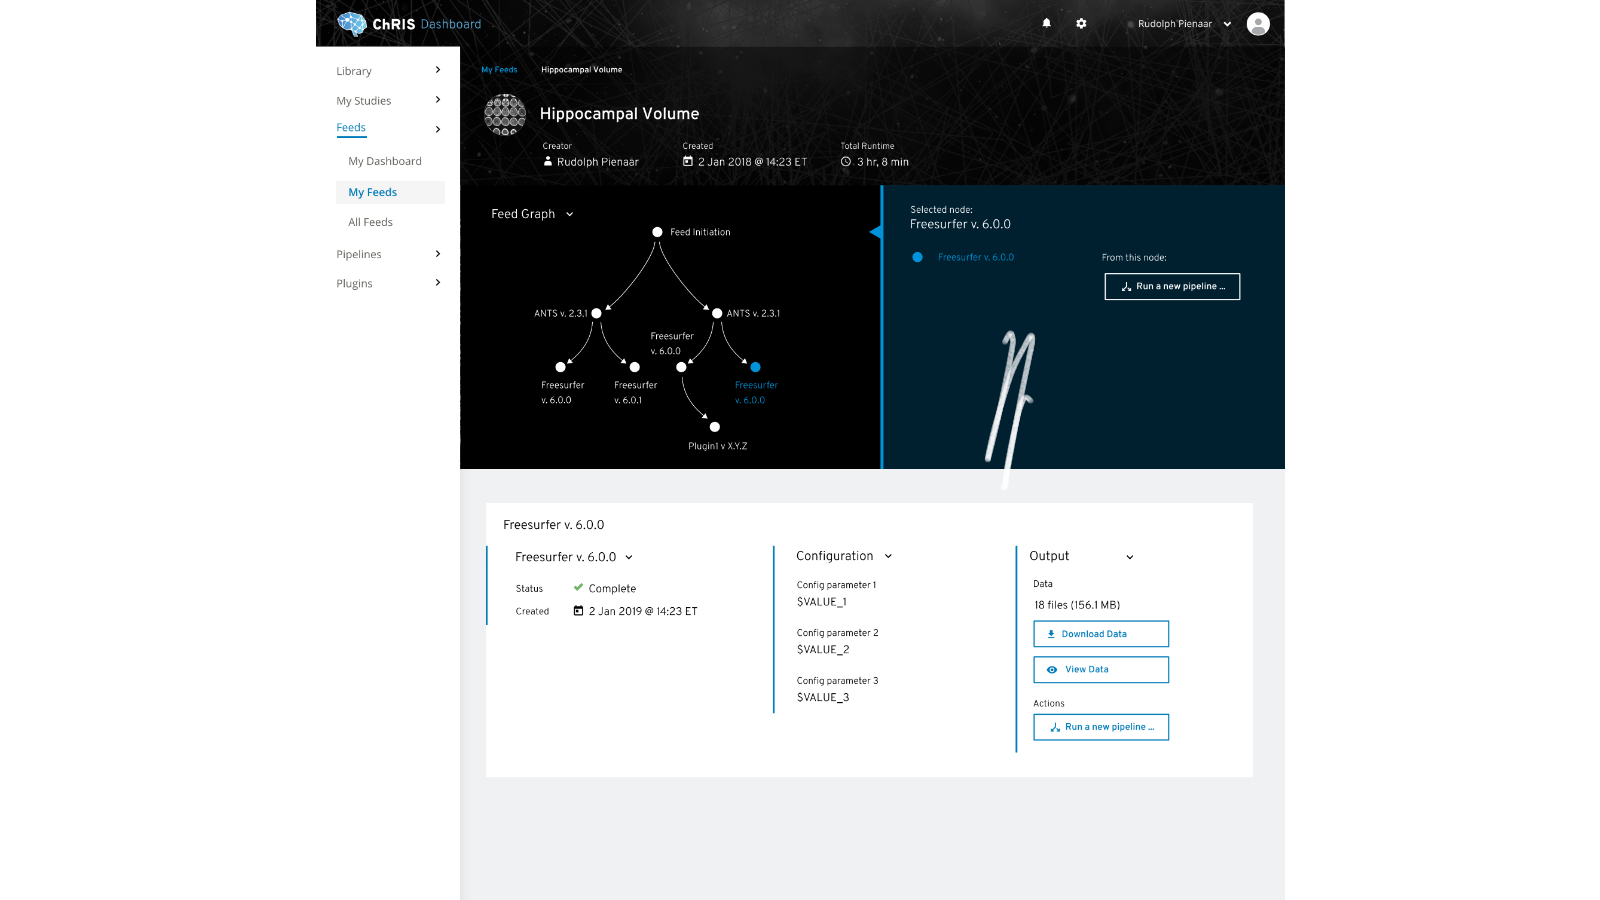 ChRIS Dashboard
Rudolph Pienaar
Library
My Studies
Feeds
My Dashboard
My Feeds
All Feeds
Pipelines
Plugins
My Feeds Hippocampal Volume
Hippocampal Volume
Creator
Rudolph Pienaar
Created
2 Jan 2018 @ 14:23 ET
Total Runtime
3 hr, 8 min
Feed Graph
Feed Initiation
ANTS v. 2.3.1
ANTS v. 2.3.1
Freesurfer
v. 6.0.0
Freesurfer
v. 6.0.0
Freesurfer
v. 6.0.1
Freesurfer
v. 6.0.0
Plugin1 v X.Y.Z
Selected node:
Freesurfer v. 6.0.0
Freesurfer v. 6.0.0
From this node:
Run a new pipeline ...
Freesurfer v. 6.0.0
Freesurfer v. 6.0.0
Status Complete
Created 2 Jan 2019 @ 14:23 ET
Configuration
Config parameter 1
$VALUE_1
Config parameter 2
$VALUE_2
Config parameter 3
$VALUE_3
Output
Data
18 files (156.1 MB)
Download Data
View Data
Actions
Run a new pipeline ...